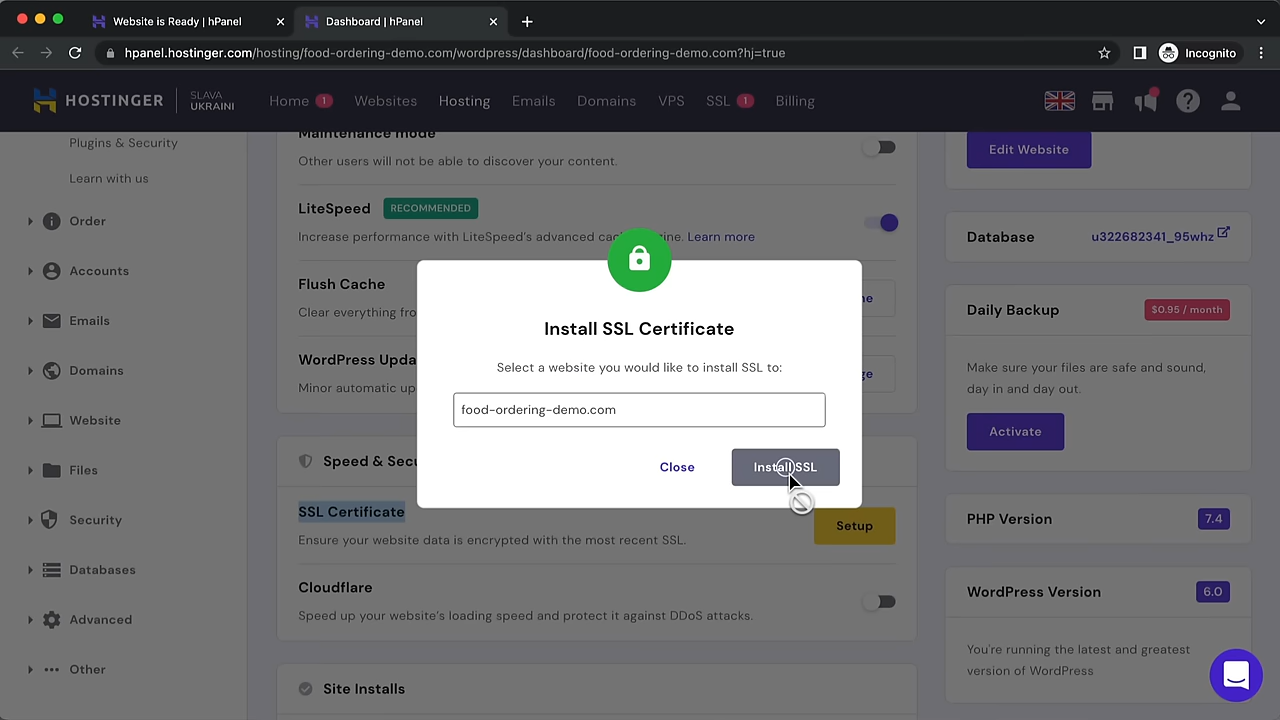 Website is Ready | hPanel
Dashboard | hPanel
hpanel.hostinger.com/hosting/food-ordering-demo.com/wordpress/dashboard/food-ordering-demo.com?hj=true
Incognito
HOSTINGER
SLAVA
UKRAINI
Home 1
Websites
Hosting
Emails
Domains
VPS
SSL 1
Billing
Plugins & Security
Learn with us
Order
Accounts
Emails
Domains
Website
Files
Security
Databases
Advanced
Other
Maintenance mode
Other users will not be able to discover your content.
LiteSpeed RECOMMENDED
Increase performance with LiteSpeed's advanced cac ne. Learn more
Flush Cache
Clear everything fro
ne
WordPress Upda
Minor automatic up
ge
Install SSL Certificate
Select a website you would like to install SSL to:
food-ordering-demo.com
Close
Install SSL
Speed & Secu
SSL Certificate
Ensure your website data is encrypted with the most recent SSL.
Setup
Cloudflare
Speed up your website's loading speed and protect it against DDoS attacks.
Site Installs
Edit Website
Database
u322682341_95whz
Daily Backup
$0.95 / month
Make sure your files are safe and sound,
day in and day out.
Activate
PHP Version
7.4
WordPress Version
6.0
You're running the latest and greatest
version of WordPress